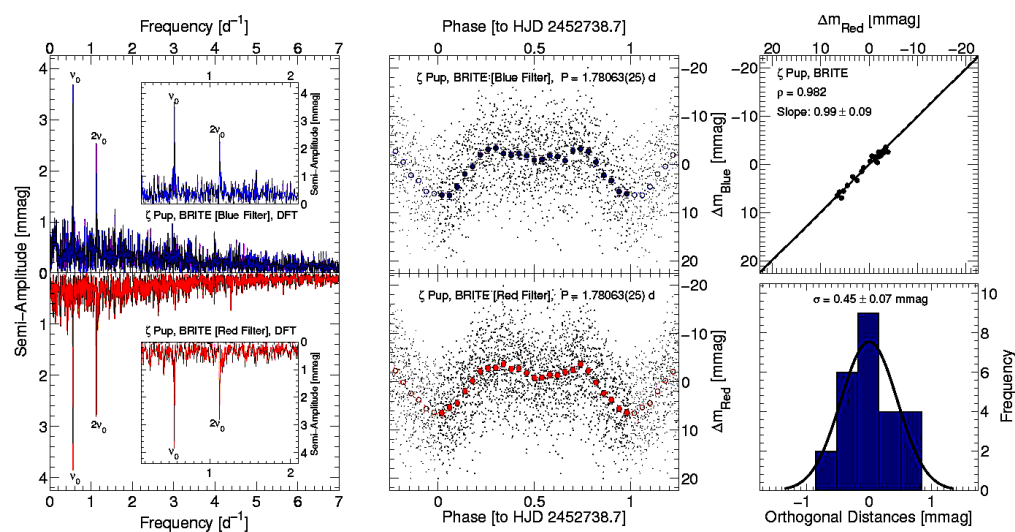 Frequency [d⁻¹]
0 1 2 3 4 5 6 7
Semi-Amplitude [mmag]
4
3
2
1
0
1
2
3
4
ν₀
2ν₀
1 2
ν₀
2ν₀
0 1 2 3 4
Semi-Amplitude [mmag]
ζ Pup, BRITE [Blue Filter], DFT
ζ Pup, BRITE [Red Filter], DFT
0 1 2 3 4
Semi-Amplitude [mmag]
2ν₀
ν₀
1 2
2ν₀
ν₀
0 1 2 3 4 5 6 7
Frequency [d⁻¹]
Phase [to HJD 2452738.7]
0 0.5 1
ζ Pup, BRITE [Blue Filter], P = 1.78063(25) d
−20
−10
0
10
20
Δm_Blue [mmag]
ζ Pup, BRITE [Red Filter], P = 1.78063(25) d
−20
−10
0
10
20
Δm_Red [mmag]
0 0.5 1
Phase [to HJD 2452738.7]
Δm_Red [mmag]
20 10 0 −10 −20
ζ Pup, BRITE
ρ = 0.982
Slope: 0.99 ± 0.09
−20
−10
0
10
20
Δm_Blue [mmag]
σ = 0.45 ± 0.07 mmag
10
8
6
4
2
0
Frequency
−1 0 1
Orthogonal Distances [mmag]